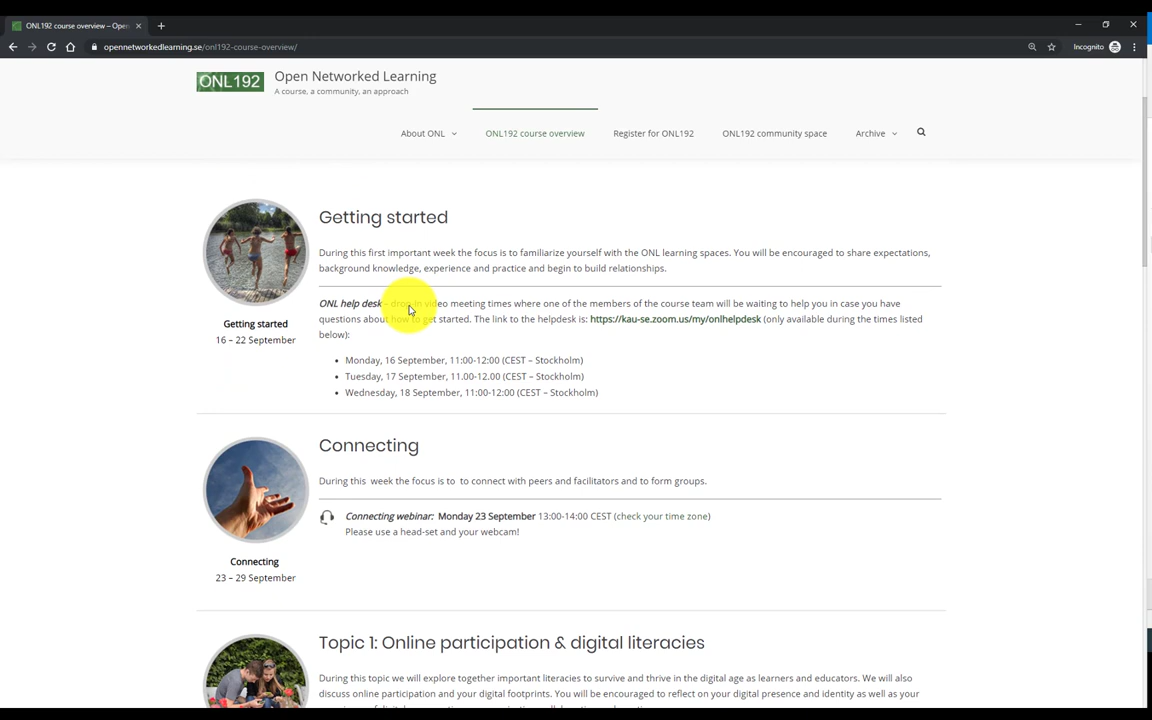 ONL192 course overview – Open
opennetworkedlearning.se/onl192-course-overview/
Incognito
ONL192
Open Networked Learning
A course, a community, an approach
About ONL
ONL192 course overview
Register for ONL192
ONL192 community space
Archive
Getting started
During this first important week the focus is to familiarize yourself with the ONL learning spaces. You will be encouraged to share expectations,
background knowledge, experience and practice and begin to build relationships.
ONL help desk – drop-in video meeting times where one of the members of the course team will be waiting to help you in case you have
questions about how to get started. The link to the helpdesk is: https://kau-se.zoom.us/my/onlhelpdesk (only available during the times listed
below):
Getting started
16 – 22 September
• Monday, 16 September, 11:00-12:00 (CEST – Stockholm)
• Tuesday, 17 September, 11.00-12.00 (CEST – Stockholm)
• Wednesday, 18 September, 11:00-12:00 (CEST – Stockholm)
Connecting
During this week the focus is to to connect with peers and facilitators and to form groups.
Connecting webinar: Monday 23 September 13:00-14:00 CEST (check your time zone)
Please use a head-set and your webcam!
Connecting
23 – 29 September
Topic 1: Online participation & digital literacies
During this topic we will explore together important literacies to survive and thrive in the digital age as learners and educators. We will also
discuss online participation and your digital footprints. You will be encouraged to reflect on your digital presence and identity as well as your